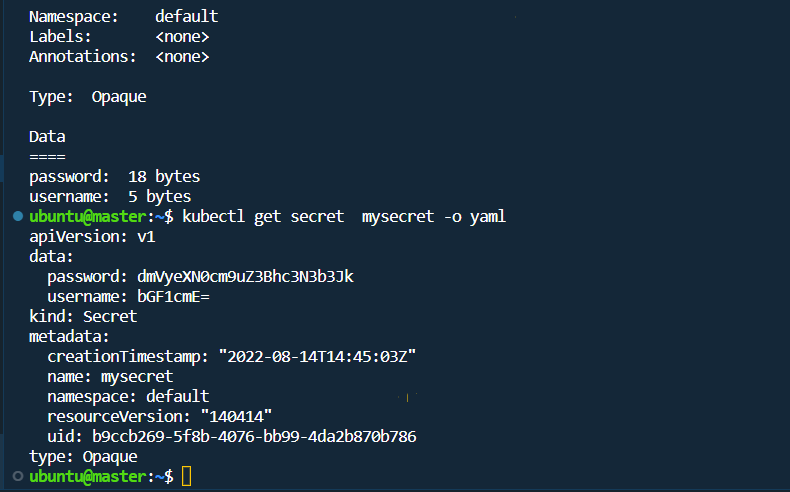 Namespace:    default
Labels:       <none>
Annotations:  <none>
Type:  Opaque
Data
====
password:  18 bytes
username:  5 bytes
ubuntu@master:~$ kubectl get secret  mysecret -o yaml
apiVersion: v1
data:
  password: dmVyeXN0cm9uZ3Bhc3N3b3Jk
  username: bGF1cmE=
kind: Secret
metadata:
  creationTimestamp: "2022-08-14T14:45:03Z"
  name: mysecret
  namespace: default
  resourceVersion: "140414"
  uid: b9ccb269-5f8b-4076-bb99-4da2b870b786
type: Opaque
ubuntu@master:~$